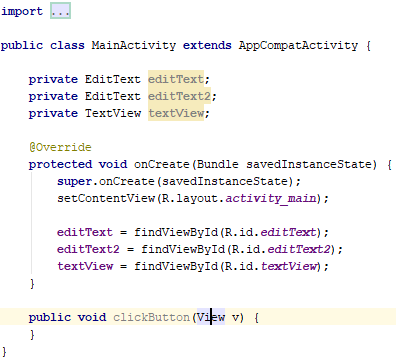 import ...
public class MainActivity extends AppCompatActivity {
    private EditText editText;
    private EditText editText2;
    private TextView textView;
    @Override
    protected void onCreate(Bundle savedInstanceState) {
        super.onCreate(savedInstanceState);
        setContentView(R.layout.activity_main);
        editText = findViewById(R.id.editText);
        editText2 = findViewById(R.id.editText2);
        textView = findViewById(R.id.textView);
    }
    public void clickButton(View v) {
    }
}